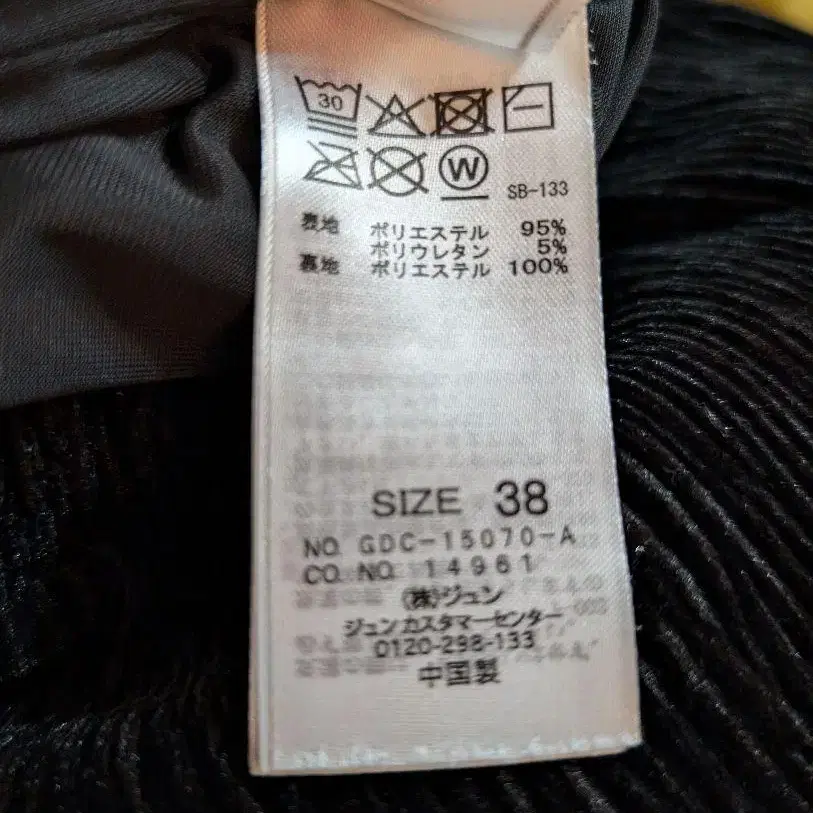 30
W
SB-133
表地 ポリエステル 95%
ポリウレタン 5%
裏地 ポリエステル 100%
SIZE 38
NO. GDC-15070-A
CO. NO. 14961
(株)ジュン
ジュンカスタマーセンター
0120-298-133
中国製